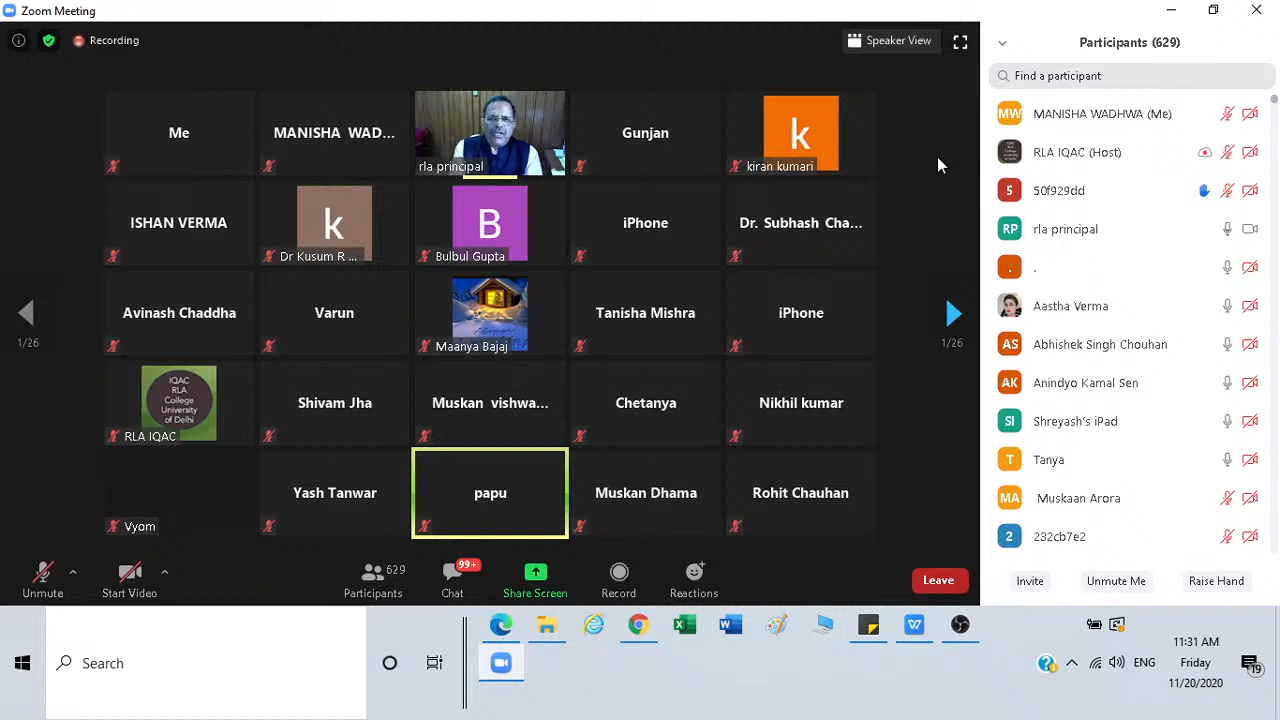 Zoom Meeting
Recording
Speaker View
Me
MANISHA WAD...
rla principal
Gunjan
k
kiran kumari
ISHAN VERMA
k
Dr Kusum R ...
B
Bulbul Gupta
iPhone
Dr. Subhash Cha...
Avinash Chaddha
Varun
Maanya Bajaj
Tanisha Mishra
iPhone
1/26
1/26
IQAC
RLA
College
University
of Delhi
RLA IQAC
Shivam Jha
Muskan vishwa...
Chetanya
Nikhil kumar
Vyom
Yash Tanwar
papu
Muskan Dhama
Rohit Chauhan
Unmute
Start Video
629
Participants
99+
Chat
Share Screen
Record
Reactions
Leave
Participants (629)
Find a participant
MW MANISHA WADHWA (Me)
RLA IQAC (Host)
5 50f929dd
RP rla principal
. .
Aastha Verma
AS Abhishek Singh Chouhan
AK Anindyo Kamal Sen
SI Shreyash's iPad
T Tanya
MA Muskaan Arora
2 232cb7e2
Invite
Unmute Me
Raise Hand
Search
ENG
11:31 AM
Friday
11/20/2020
19